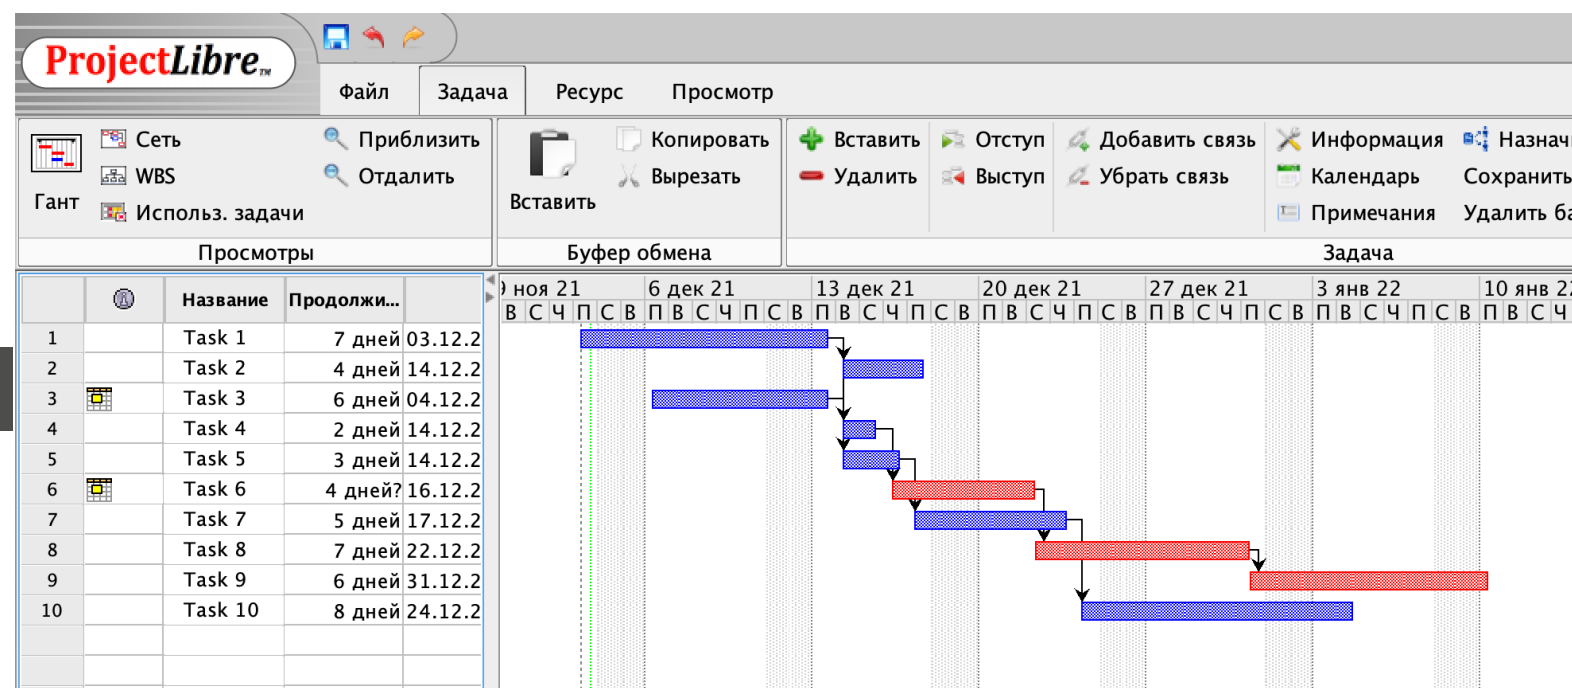 ProjectLibre™
Файл Задача Ресурс Просмотр
Сеть Приблизить Копировать Вставить Отступ Добавить связь Информация
WBS Отдалить Вырезать Удалить Выступ Убрать связь Календарь Сохранить
Гант Использ. задачи Вставить Примечания Удалить
Просмотры Буфер обмена Задача
ноя 21 6 дек 21 13 дек 21 20 дек 21 27 дек 21 3 янв 22 10 янв 22
Название Продолжи... В С Ч П С В П В С Ч П С В П В С Ч П С В П В С Ч П С В П В С Ч П С В П В С Ч П С В П В С Ч
1 Task 1 7 дней 03.12.2
2 Task 2 4 дней 14.12.2
3 Task 3 6 дней 04.12.2
4 Task 4 2 дней 14.12.2
5 Task 5 3 дней 14.12.2
6 Task 6 4 дней? 16.12.2
7 Task 7 5 дней 17.12.2
8 Task 8 7 дней 22.12.2
9 Task 9 6 дней 31.12.2
10 Task 10 8 дней 24.12.2